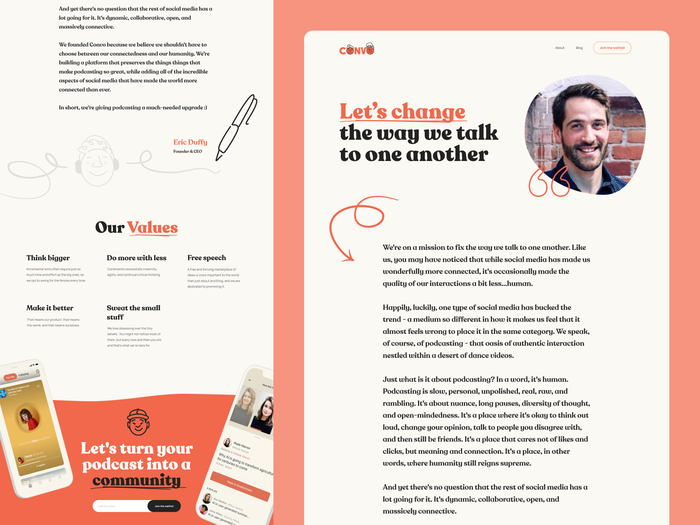 And yet there's no question that the rest of social media has a
lot going for it. It's dynamic, collaborative, open, and
massively connective.
We founded Convo because we believe we shouldn't have to
choose between our connectedness and our humanity. We're
building a platform that preserves the things things that
make podcasting so great, while adding all of the incredible
aspects of social media that have made the world more
connected than ever.
In short, we're giving podcasting a much-needed upgrade :)
Eric Duffy
Founder & CEO
Our Values
Think bigger
Do more with less
Free speech
Make it better
Sweat the small
stuff
Let's turn your
podcast into a
community
Join the waitlist
CONVO
About
Blog
Join the waitlist
Let's change
the way we talk
to one another
We're on a mission to fix the way we talk to one another. Like
us, you may have noticed that while social media has made us
wonderfully more connected, it's occasionally made the
quality of our interactions a bit less...human.
Happily, luckily, one type of social media has bucked the
trend - a medium so different in how it makes us feel that it
almost feels wrong to place it in the same category. We speak,
of course, of podcasting - that oasis of authentic interaction
nestled within a desert of dance videos.
Just what is it about podcasting? In a word, it's human.
Podcasting is slow, personal, unpolished, real, raw, and
rambling. It's about nuance, long pauses, diversity of thought,
and open-mindedness. It's a place where it's okay to think out
loud, change your opinion, talk to people you disagree with,
and then still be friends. It's a place that cares not of likes and
clicks, but meaning and connection. It's a place, in other
words, where humanity still reigns supreme.
And yet there's no question that the rest of social media has a
lot going for it. It's dynamic, collaborative, open, and
massively connective.